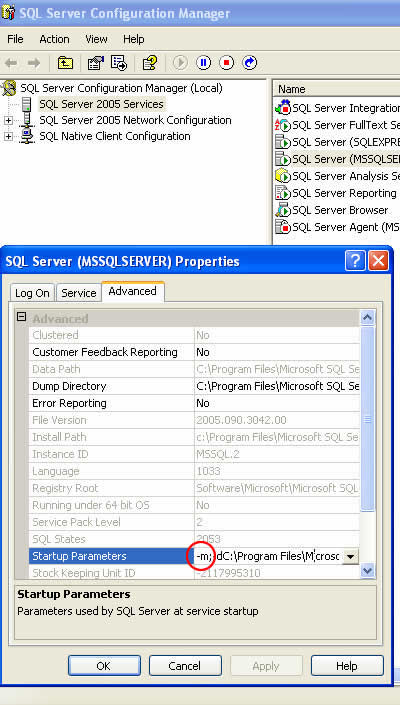 SQL Server Configuration Manager
File Action View Help
SQL Server Configuration Manager (Local)
SQL Server 2005 Services
SQL Server 2005 Network Configuration
SQL Native Client Configuration
Name
SQL Server Integration
SQL Server FullText Se
SQL Server (SQLEXPRE
SQL Server (MSSQLSE
SQL Server Analysis Se
SQL Server Reporting
SQL Server Browser
SQL Server Agent (MS
SQL Server (MSSQLSERVER) Properties
Log On Service Advanced
Advanced
Clustered No
Customer Feedback Reporting No
Data Path C:\Program Files\Microsoft SQL Se
Dump Directory C:\Program Files\Microsoft SQL Se
Error Reporting No
File Version 2005.090.3042.00
Install Path c:\Program Files\Microsoft SQL Se
Instance ID MSSQL.2
Language 1033
Registry Root Software\Microsoft\Microsoft SQL
Running under 64 bit OS No
Service Pack Level 2
SQL States 2053
Startup Parameters -m;-dC:\Program Files\Microsc
Stock Keeping Unit ID -2117995310
Startup Parameters
Parameters used by SQL Server at service startup
OK Cancel Apply Help